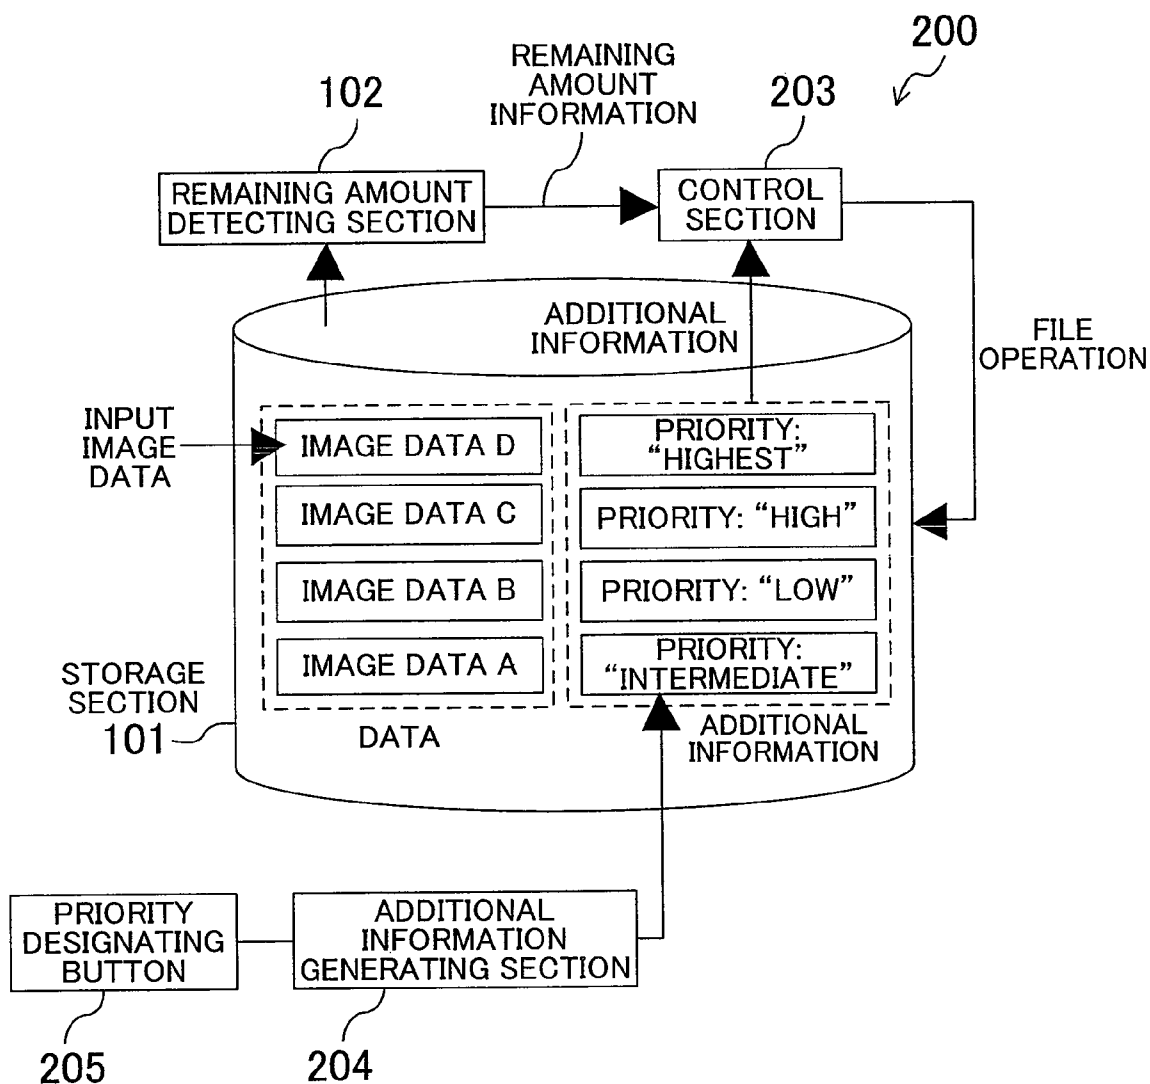 200
REMAINING
AMOUNT
INFORMATION
102
203
REMAINING AMOUNT
DETECTING SECTION
CONTROL
SECTION
ADDITIONAL
INFORMATION
FILE
OPERATION
INPUT
IMAGE
DATA
IMAGE DATA D
PRIORITY:
“HIGHEST”
IMAGE DATA C
PRIORITY: “HIGH”
IMAGE DATA B
PRIORITY: “LOW”
IMAGE DATA A
PRIORITY:
“INTERMEDIATE”
STORAGE
SECTION
101
DATA
ADDITIONAL
INFORMATION
PRIORITY
DESIGNATING
BUTTON
ADDITIONAL
INFORMATION
GENERATING SECTION
205
204